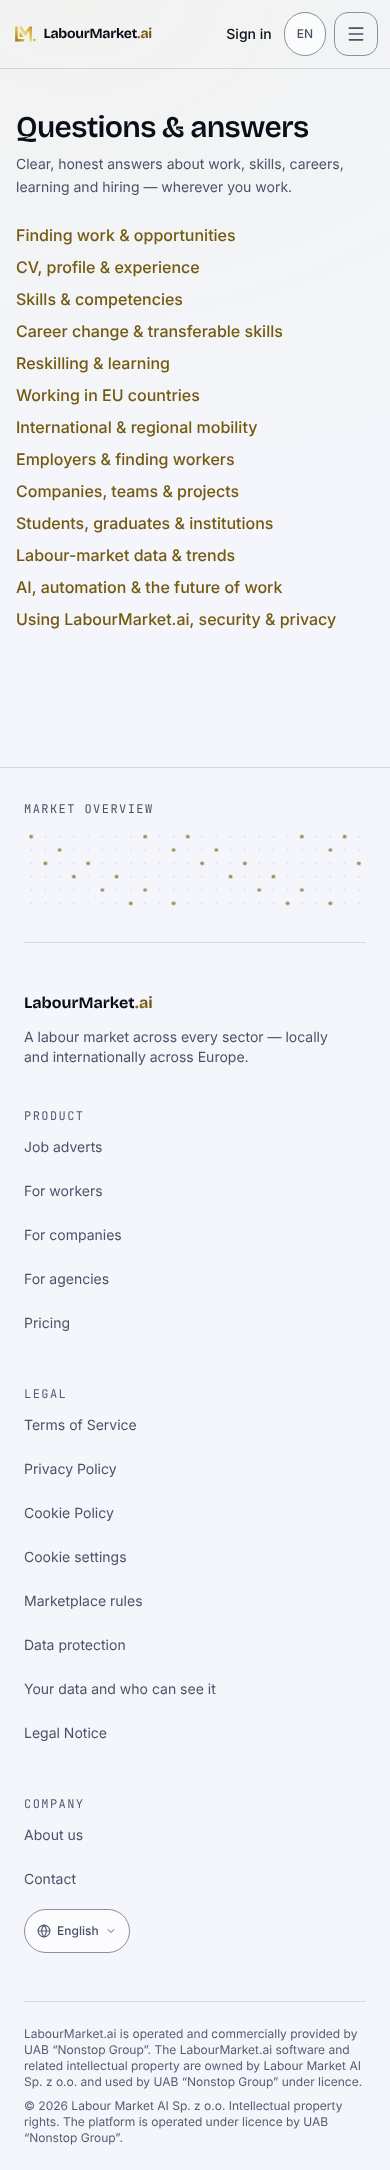 LabourMarket.ai
Sign in
EN
Questions & answers
Clear, honest answers about work, skills, careers,
learning and hiring — wherever you work.
Finding work & opportunities
CV, profile & experience
Skills & competencies
Career change & transferable skills
Reskilling & learning
Working in EU countries
International & regional mobility
Employers & finding workers
Companies, teams & projects
Students, graduates & institutions
Labour-market data & trends
AI, automation & the future of work
Using LabourMarket.ai, security & privacy
MARKET OVERVIEW
LabourMarket.ai
A labour market across every sector — locally
and internationally across Europe.
PRODUCT
Job adverts
For workers
For companies
For agencies
Pricing
LEGAL
Terms of Service
Privacy Policy
Cookie Policy
Cookie settings
Marketplace rules
Data protection
Your data and who can see it
Legal Notice
COMPANY
About us
Contact
English
LabourMarket.ai is operated and commercially provided by
UAB “Nonstop Group”. The LabourMarket.ai software and
related intellectual property are owned by Labour Market AI
Sp. z o.o. and used by UAB “Nonstop Group” under licence.
© 2026 Labour Market AI Sp. z o.o. Intellectual property
rights. The platform is operated under licence by UAB
“Nonstop Group”.